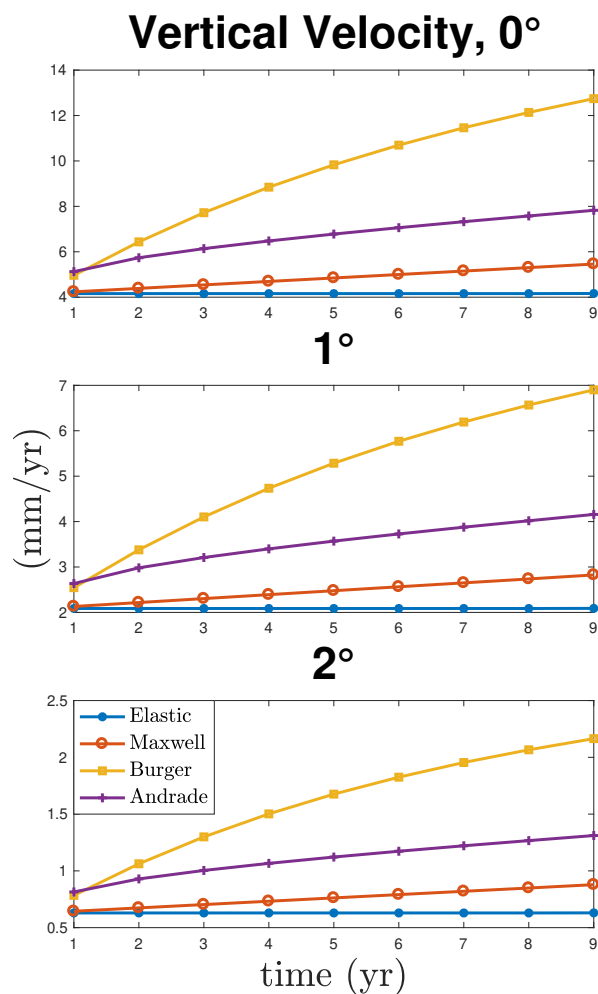 Vertical Velocity, 0°
14
12
10
8
6
4
1 2 3 4 5 6 7 8 9
1°
7
6
5
4
3
2
1 2 3 4 5 6 7 8 9
(mm/yr)
2°
2.5
2
1.5
1
0.5
Elastic
Maxwell
Burger
Andrade
1 2 3 4 5 6 7 8 9
time (yr)